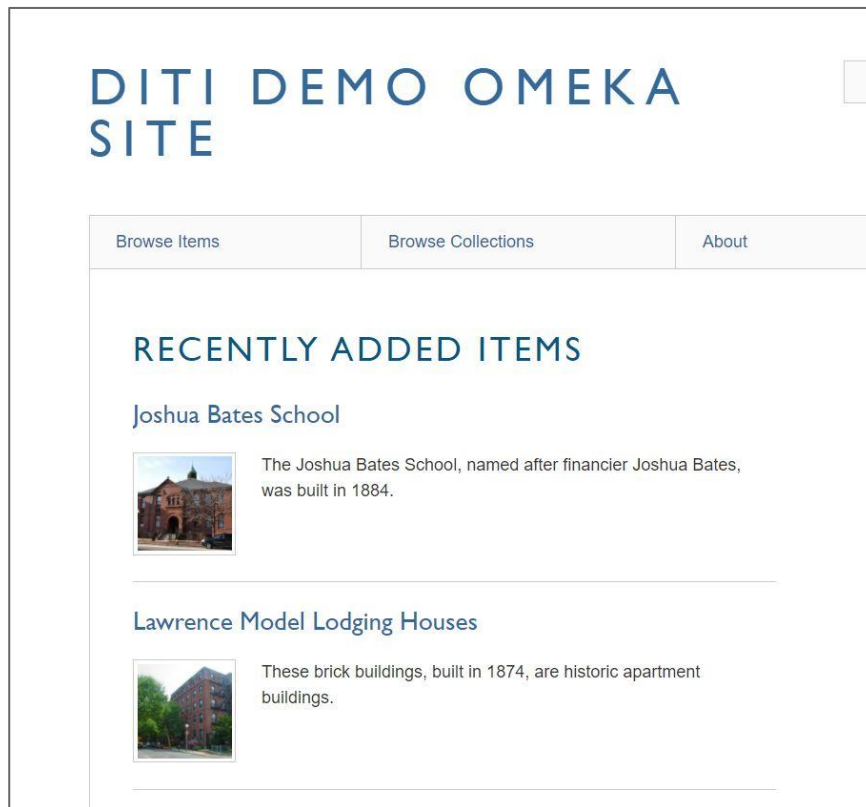 DITI DEMO OMEKA
SITE
Browse Items
Browse Collections
About
RECENTLY ADDED ITEMS
Joshua Bates School
The Joshua Bates School, named after financier Joshua Bates,
was built in 1884.
Lawrence Model Lodging Houses
These brick buildings, built in 1874, are historic apartment
buildings.